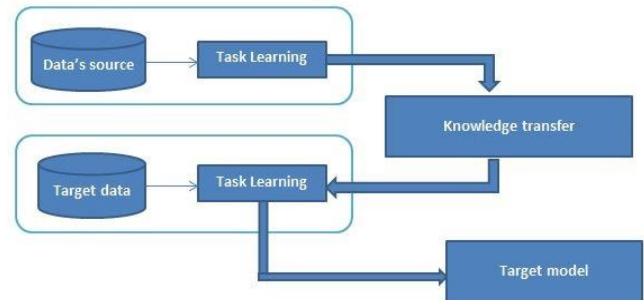 Data's source
Task Learning
Knowledge transfer
Target data
Task Learning
Target model